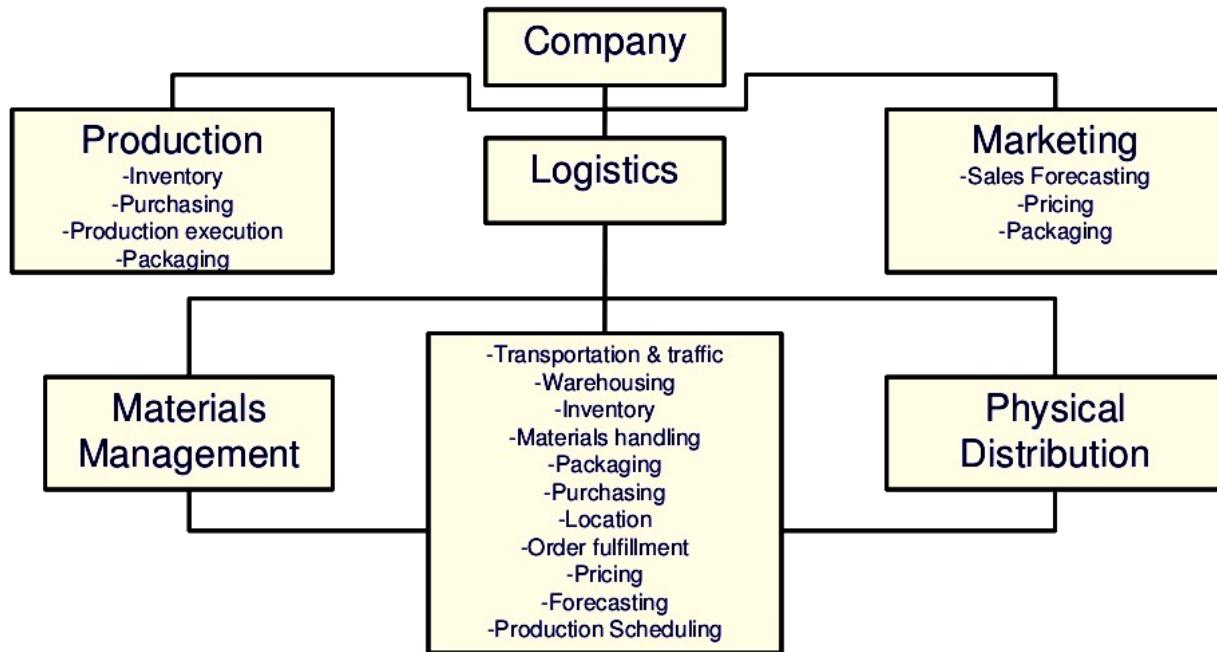 Company
Production
-Inventory
-Purchasing
-Production execution
-Packaging
Logistics
Marketing
-Sales Forecasting
-Pricing
-Packaging
Materials
Management
-Transportation & traffic
-Warehousing
-Inventory
-Materials handling
-Packaging
-Purchasing
-Location
-Order fulfillment
-Pricing
-Forecasting
-Production Scheduling
Physical
Distribution